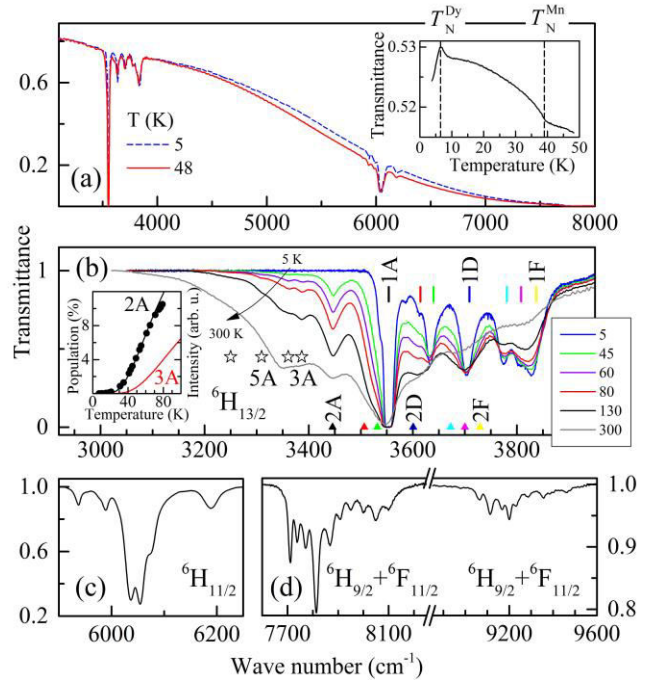 T_N^Dy T_N^Mn
(a)
0.6
0.2
T (K)
5
48
Transmittance
0.53
0.52
0 10 20 30 40 50
Temperature (K)
4000 5000 6000 7000 8000
Transmittance
(b)
1
0
1A 1D 1F
5 K
300 K
Population (%)
10
5
0
2A
3A
0 40 80
Temperature (K)
Intensity (arb. u.)
5A 3A
⁶H₁₃/₂
2A 2D 2F
5
45
60
80
130
300
3000 3200 3400 3600 3800
(c)
1.0
0.8
0.6
0.4
0.2
⁶H₁₁/₂
6000 6200
(d)
⁶H₉/₂+⁶F₁₁/₂ ⁶H₉/₂+⁶F₁₁/₂
1.0
0.9
0.8
7700 8100 9200 9600
Wave number (cm⁻¹)